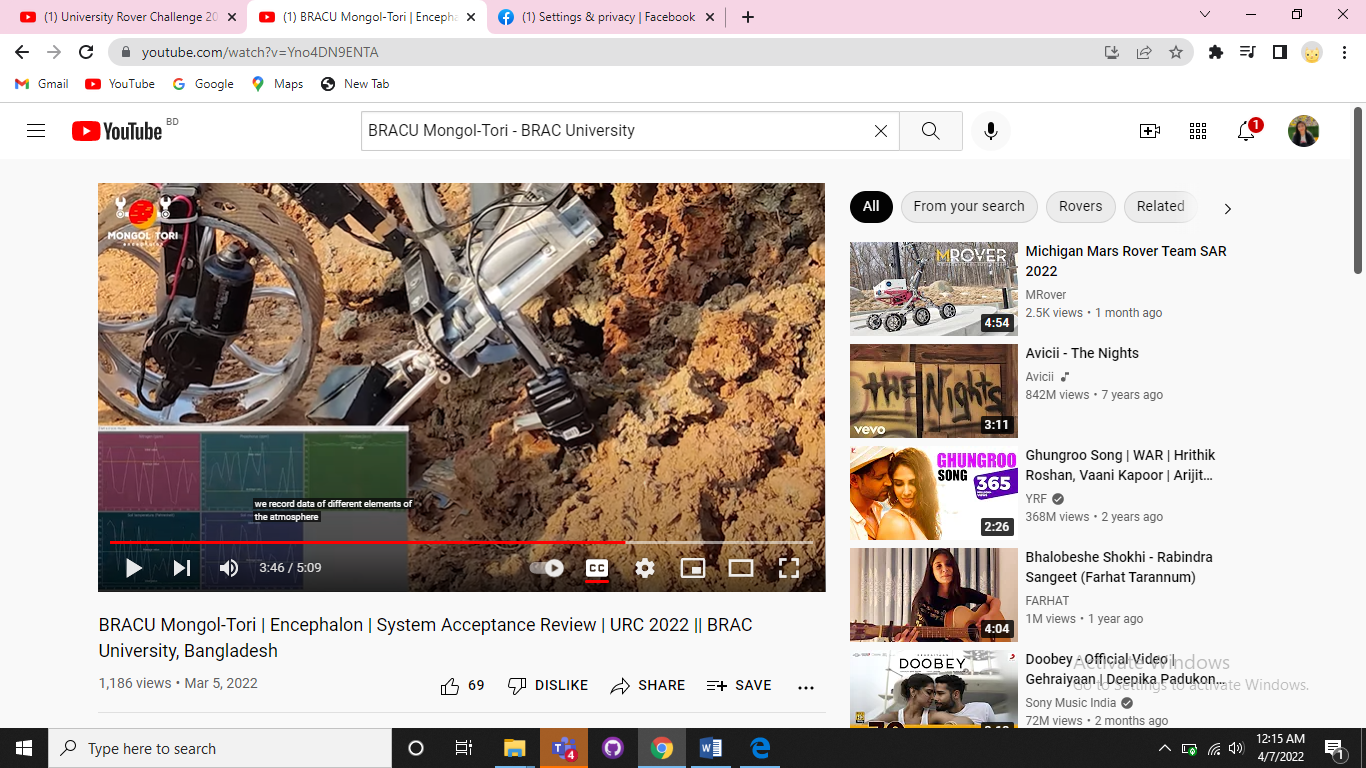 (1) University Rover Challenge 20
(1) BRACU Mongol-Tori | Encepha
(1) Settings & privacy | Facebook
youtube.com/watch?v=Yno4DN9ENTA
Gmail
YouTube
Google
Maps
New Tab
YouTube BD
BRACU Mongol-Tori - BRAC University
1
MONGOL TORI
we record data of different elements of
the atmosphere
3:46 / 5:09
CC
BRACU Mongol-Tori | Encephalon | System Acceptance Review | URC 2022 || BRAC
University, Bangladesh
1,186 views • Mar 5, 2022
69
DISLIKE
SHARE
SAVE
All
From your search
Rovers
Related
MROVER
4:54
Michigan Mars Rover Team SAR
2022
MRover
2.5K views • 1 month ago
the Nights
vevo
3:11
Avicii - The Nights
Avicii
842M views • 7 years ago
GHUNGROO
SONG
365
2:26
Ghungroo Song | WAR | Hrithik
Roshan, Vaani Kapoor | Arijit...
YRF
368M views • 2 years ago
4:04
Bhalobeshe Shokhi - Rabindra
Sangeet (Farhat Tarannum)
FARHAT
1M views • 1 year ago
DOOBEY
Doobey - Official Video |
Gehraiyaan | Deepika Padukon...
Sony Music India
72M views • 2 months ago
Activate Windows
Go to Settings to activate Windows.
Type here to search
4
12:15 AM
4/7/2022
1